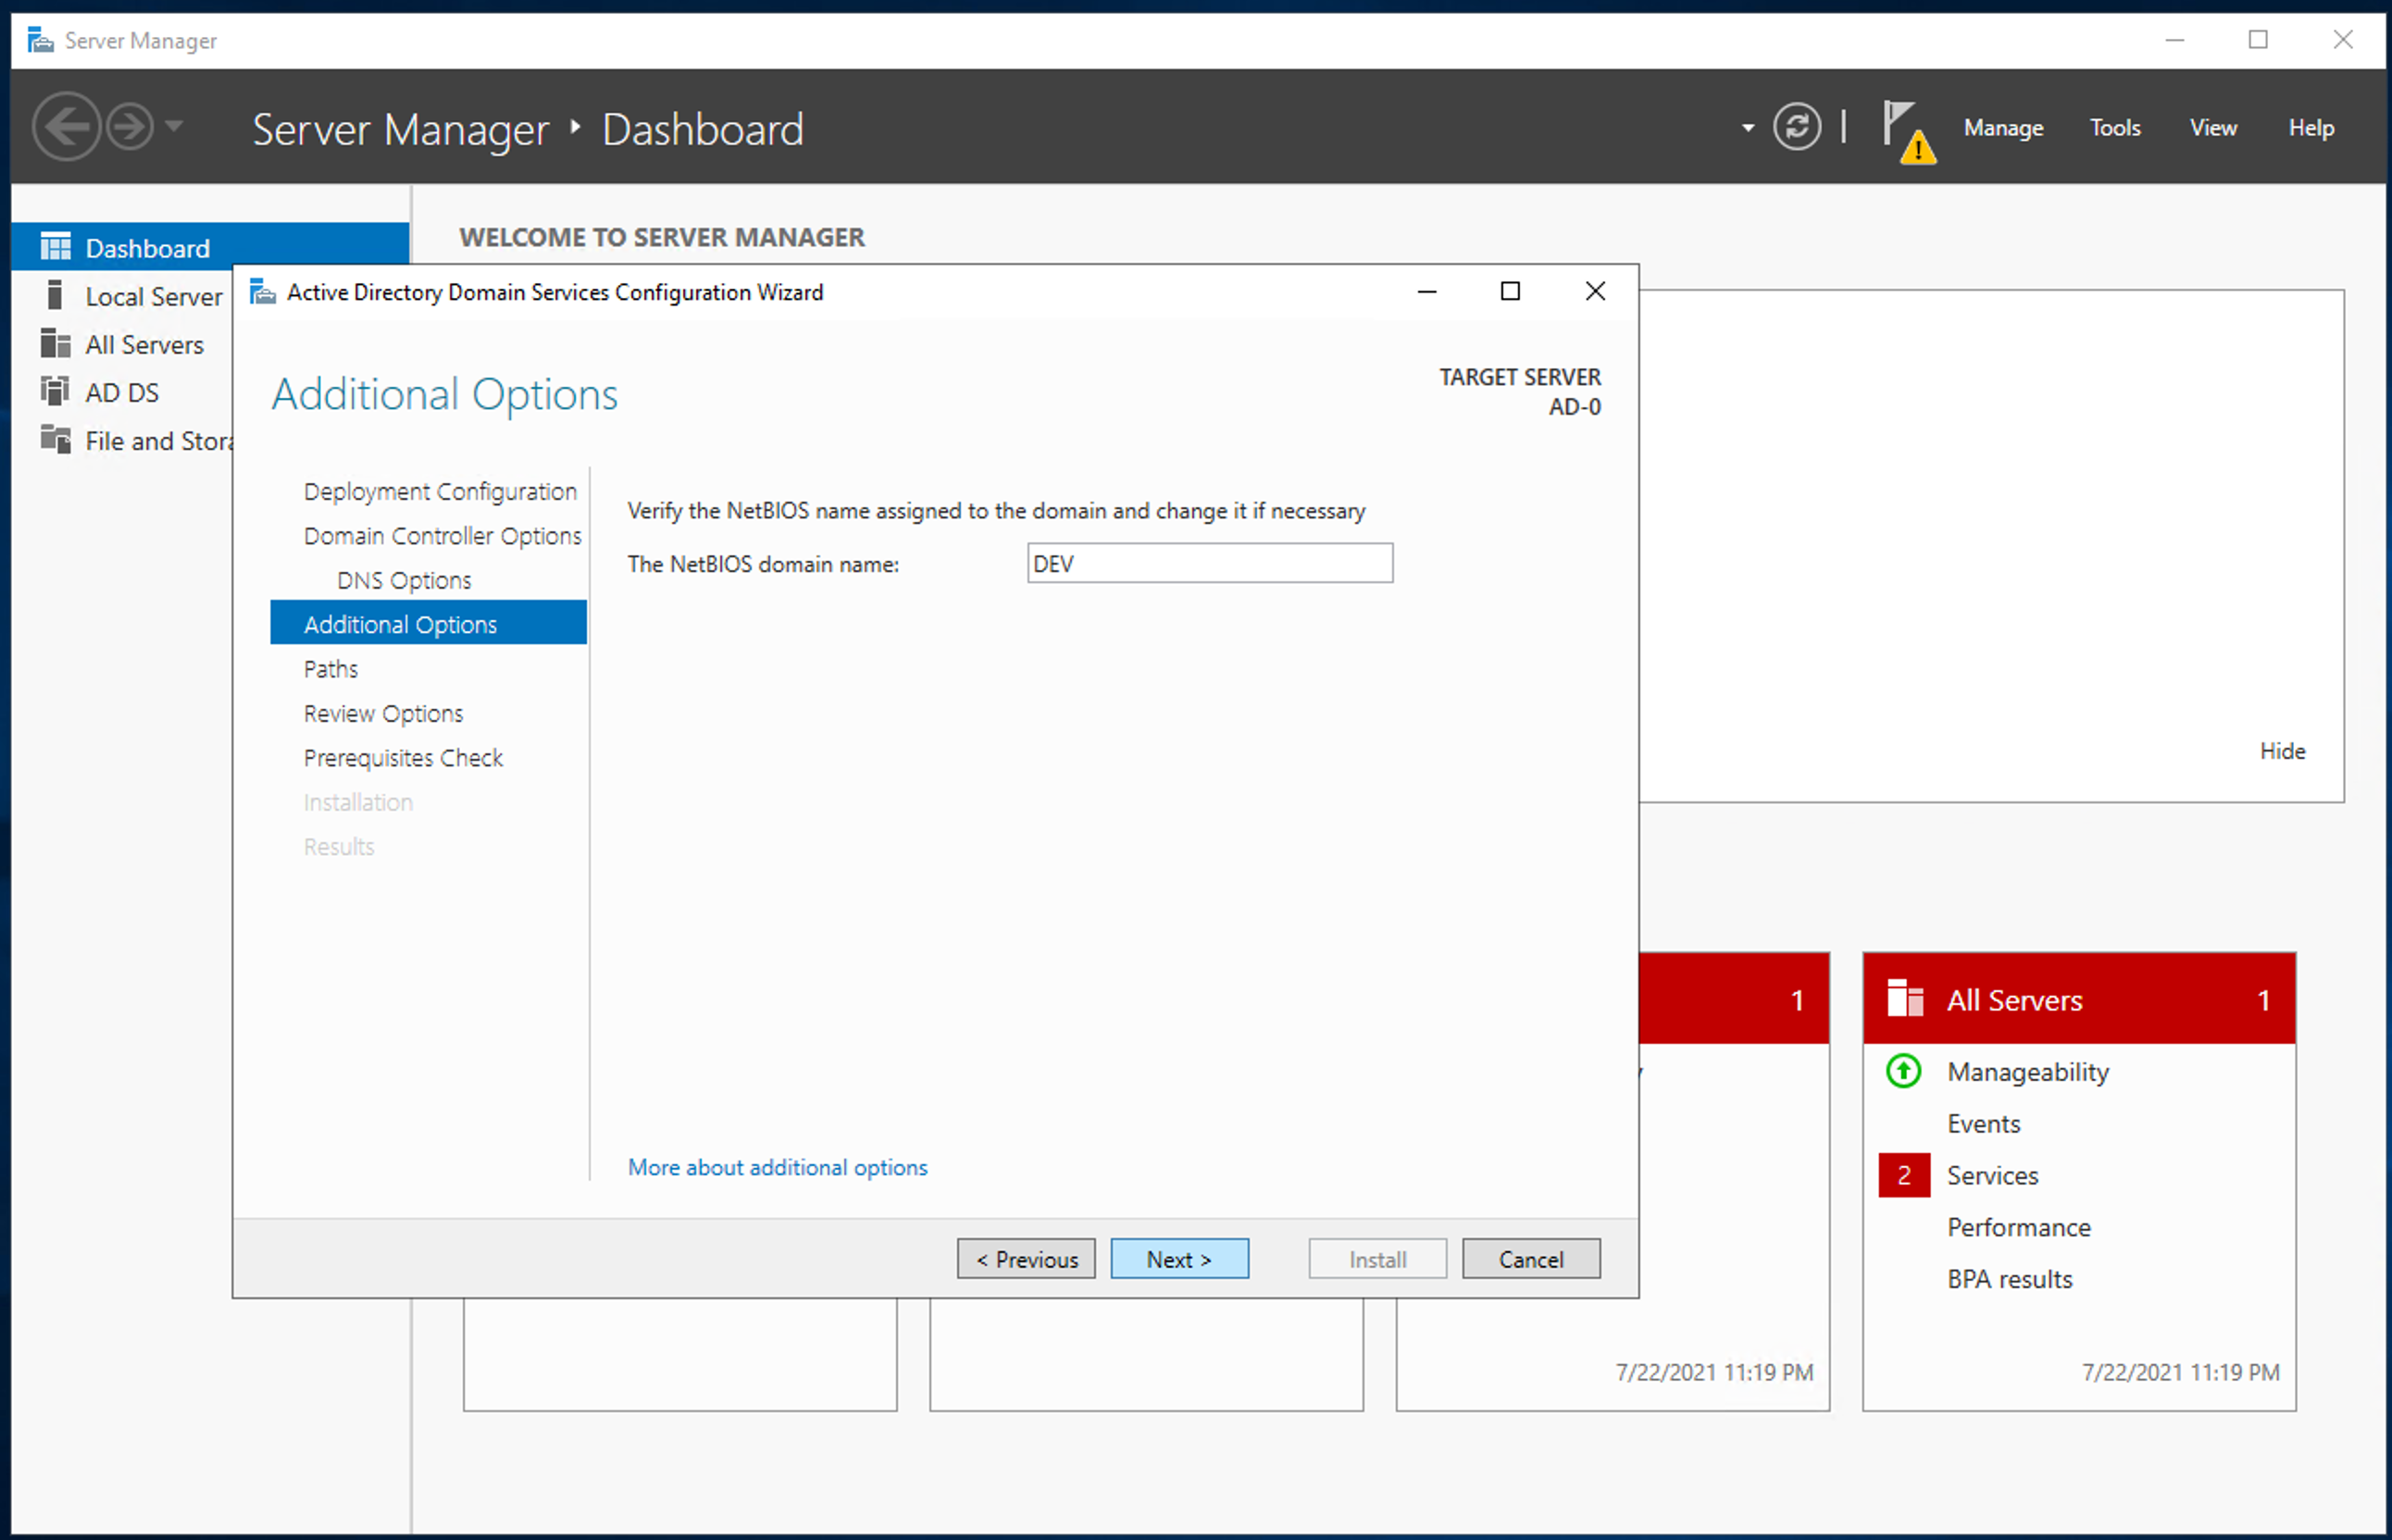 Server Manager
Server Manager Dashboard
Manage Tools View Help
Dashboard
Local Server
All Servers
AD DS
File and Stora
WELCOME TO SERVER MANAGER
Active Directory Domain Services Configuration Wizard
Additional Options
TARGET SERVER
AD-0
Deployment Configuration
Domain Controller Options
DNS Options
Additional Options
Paths
Review Options
Prerequisites Check
Installation
Results
Verify the NetBIOS name assigned to the domain and change it if necessary
The NetBIOS domain name: DEV
More about additional options
< Previous Next > Install Cancel
Hide
1
7/22/2021 11:19 PM
All Servers 1
Manageability
Events
2 Services
Performance
BPA results
7/22/2021 11:19 PM